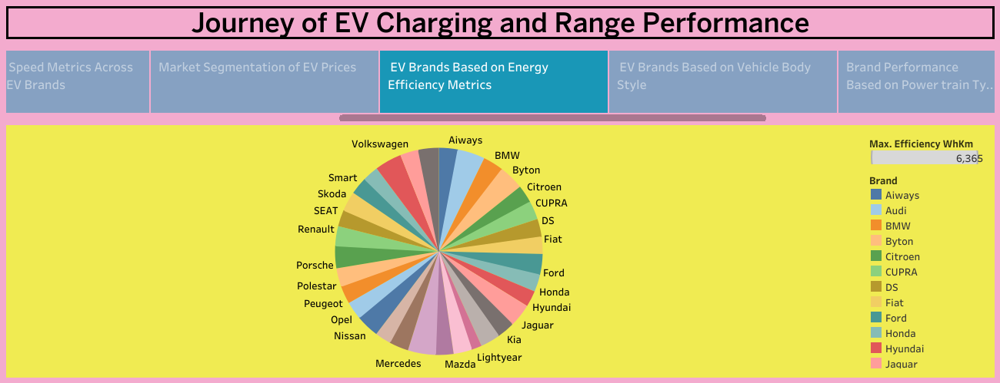 Journey of EV Charging and Range Performance
Speed Metrics Across
EV Brands
Market Segmentation of EV Prices
EV Brands Based on Energy
Efficiency Metrics
EV Brands Based on Vehicle Body
Style
Brand Performance
Based on Power train Ty..
Volkswagen
Aiways
BMW
Byton
Smart
Citroen
Skoda
CUPRA
SEAT
DS
Renault
Fiat
Porsche
Ford
Polestar
Honda
Peugeot
Hyundai
Opel
Jaguar
Nissan
Kia
Mercedes
Mazda
Lightyear
Max. Efficiency WhKm
6,365
Brand
Aiways
Audi
BMW
Byton
Citroen
CUPRA
DS
Fiat
Ford
Honda
Hyundai
Jaguar